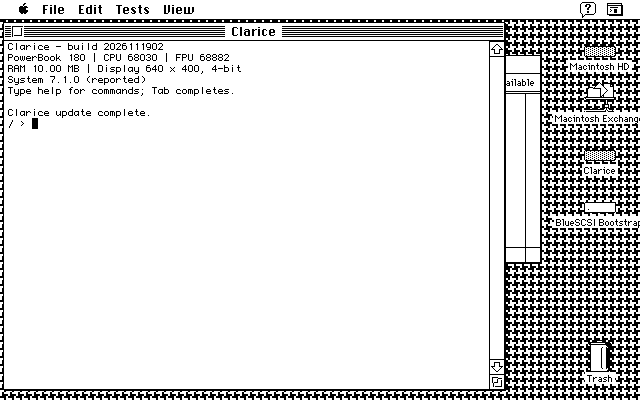 File Edit Tests View
Clarice
Clarice - build 2026111902
PowerBook 180 | CPU 68030 | FPU 68882
RAM 10.00 MB | Display 640 x 400, 4-bit
System 7.1.0 (reported)
Type help for commands; Tab completes.
Clarice update complete.
/ >
ailable
Macintosh HD
Macintosh Exchang
Clarice
BlueSCSI Bootstrap
Trash